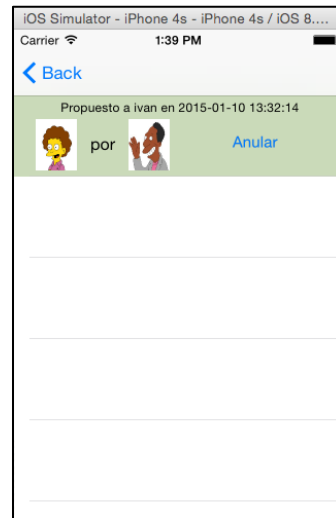 iOS Simulator - iPhone 4s - iPhone 4s / iOS 8....
Carrier 1:39 PM
Back
Propuesto a ivan en 2015-01-10 13:32:14
por Anular